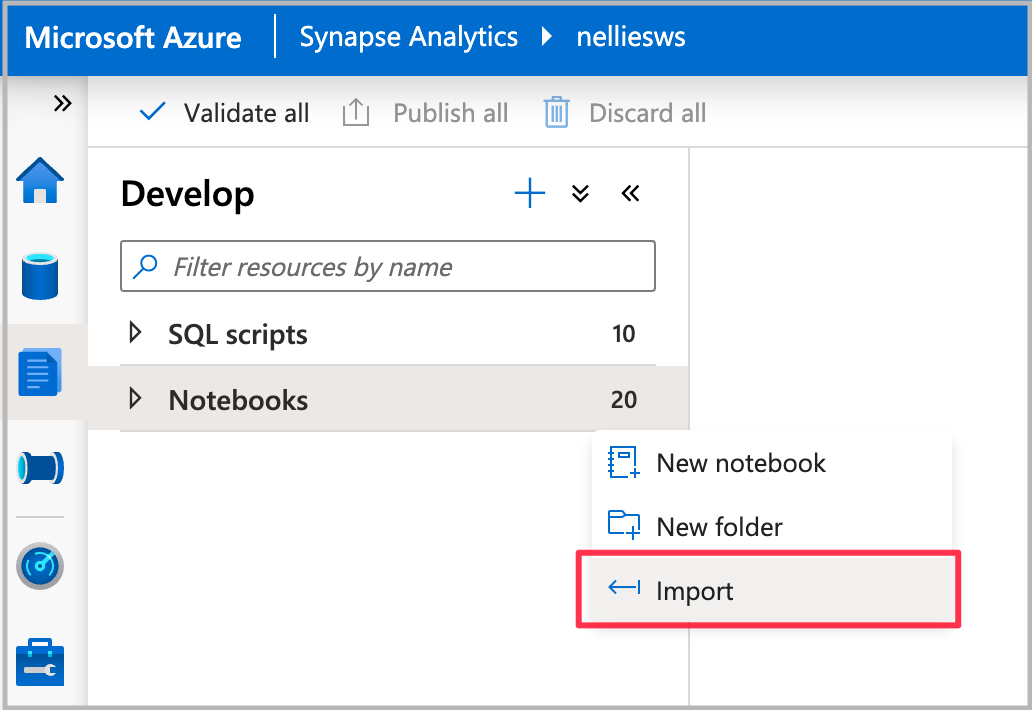 Microsoft Azure Synapse Analytics nelliesws
Validate all Publish all Discard all
Develop
Filter resources by name
SQL scripts 10
Notebooks 20
New notebook
New folder
Import